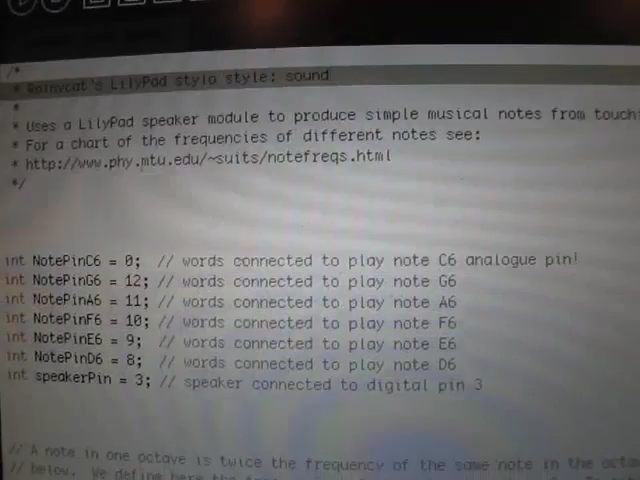 /*
* Rainycat's LilyPad stylo style: sound
*
* Uses a LilyPad speaker module to produce simple musical notes from touch
* For a chart of the frequencies of different notes see:
* http://www.phy.mtu.edu/~suits/notefreqs.html
*/
int NotePinC6 = 0; // words connected to play note C6 analogue pin!
int NotePinG6 = 12; // words connected to play note G6
int NotePinA6 = 11; // words connected to play note A6
int NotePinF6 = 10; // words connected to play note F6
int NotePinE6 = 9; // words connected to play note E6
int NotePinD6 = 8; // words connected to play note D6
int speakerPin = 3; // speaker connected to digital pin 3
// A note in one octave is twice the frequency of the same note in the octa
// below. We define here the